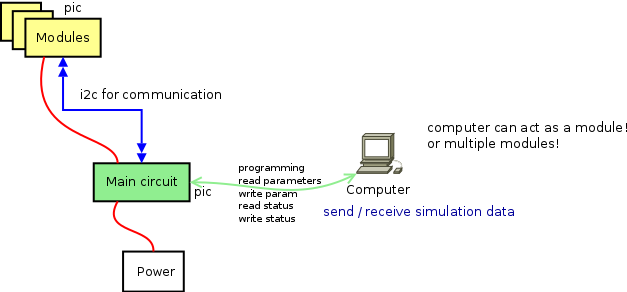 pic
Modules
i2c for communication
computer can act as a module!
or multiple modules!
programming
read parameters
write param
read status
write status
Main circuit
pic
Computer
send / receive simulation data
Power